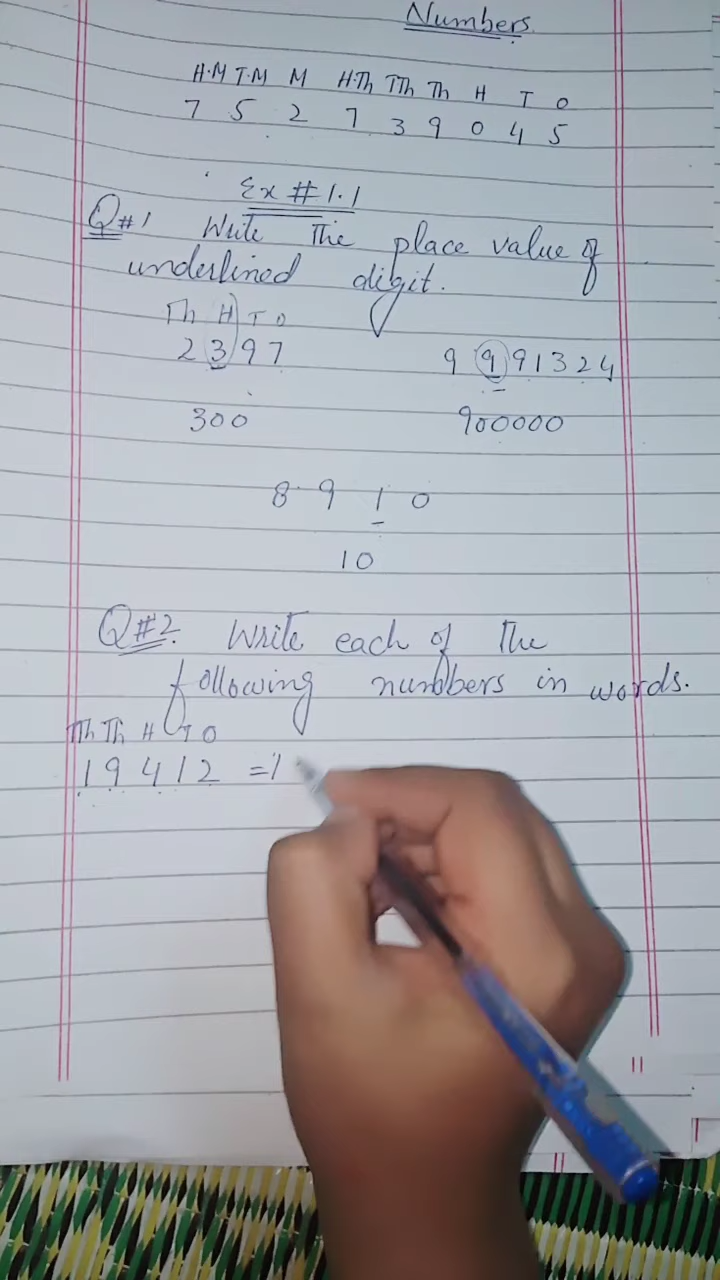 Numbers
H.M T.M M H.Th TTh Th H T O
7 5 2 7 3 9 0 4 5
Ex # 1.1
Q#1 Write The place value of
underlined digit.
Th H T O
2 3 9 7 9 9 9 1 3 2 4
300 900000
8 9 1 0
10
Q#2. Write each of The
following numbers in words.
Th Th H T O
1 9 4 1 2 =